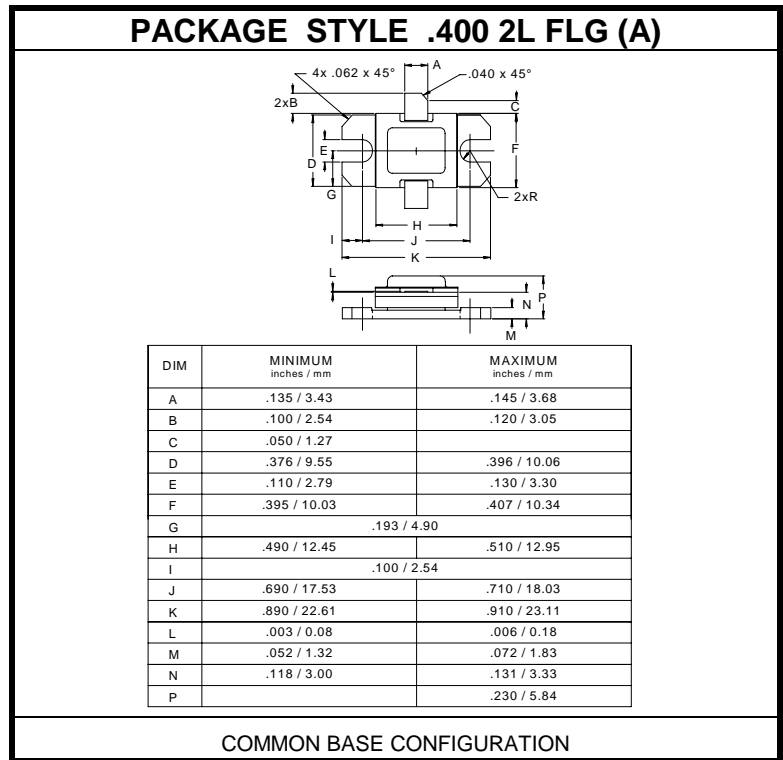 PACKAGE STYLE .400 2L FLG (A)
A
4x .062 x 45°
.040 x 45°
2xB
C
E
F
D
G
2xR
H
I
J
K
L
P
N
M
DIM MINIMUM MAXIMUM
inches / mm inches / mm
A .135 / 3.43 .145 / 3.68
B .100 / 2.54 .120 / 3.05
C .050 / 1.27
D .376 / 9.55 .396 / 10.06
E .110 / 2.79 .130 / 3.30
F .395 / 10.03 .407 / 10.34
G .193 / 4.90
H .490 / 12.45 .510 / 12.95
I .100 / 2.54
J .690 / 17.53 .710 / 18.03
K .890 / 22.61 .910 / 23.11
L .003 / 0.08 .006 / 0.18
M .052 / 1.32 .072 / 1.83
N .118 / 3.00 .131 / 3.33
P .230 / 5.84
COMMON BASE CONFIGURATION